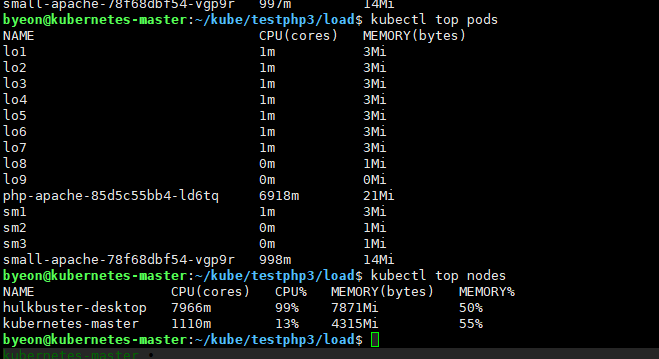 small-apache-78f68dbf54-vgp9r   997m         14Mi
byeon@kubernetes-master:~/kube/testphp3/load$ kubectl top pods
NAME                            CPU(cores)   MEMORY(bytes)
lo1                             1m           3Mi
lo2                             1m           3Mi
lo3                             1m           3Mi
lo4                             1m           3Mi
lo5                             1m           3Mi
lo6                             1m           3Mi
lo7                             1m           3Mi
lo8                             0m           1Mi
lo9                             0m           0Mi
php-apache-85d5c55bb4-ld6tq     6918m        21Mi
sm1                             1m           3Mi
sm2                             0m           1Mi
sm3                             0m           1Mi
small-apache-78f68dbf54-vgp9r   998m         14Mi
byeon@kubernetes-master:~/kube/testphp3/load$ kubectl top nodes
NAME                 CPU(cores)   CPU%   MEMORY(bytes)   MEMORY%
hulkbuster-desktop   7966m        99%    7871Mi          50%
kubernetes-master    1110m        13%    4315Mi          55%
byeon@kubernetes-master:~/kube/testphp3/load$
kubernetes-master